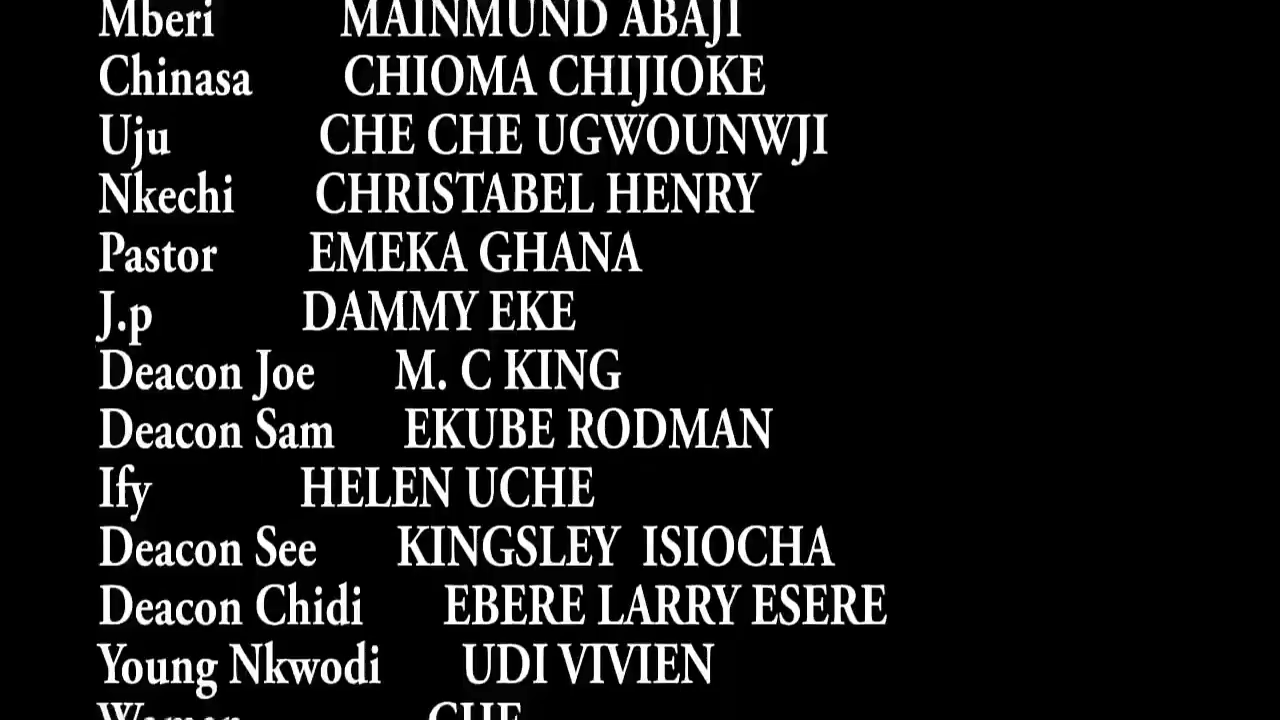 Mberi MAINMUND ABAJI
Chinasa CHIOMA CHIJIOKE
Uju CHE CHE UGWOUNWJI
Nkechi CHRISTABEL HENRY
Pastor EMEKA GHANA
J.p DAMMY EKE
Deacon Joe M. C KING
Deacon Sam EKUBE RODMAN
Ify HELEN UCHE
Deacon See KINGSLEY ISIOCHA
Deacon Chidi EBERE LARRY ESERE
Young Nkwodi UDI VIVIEN